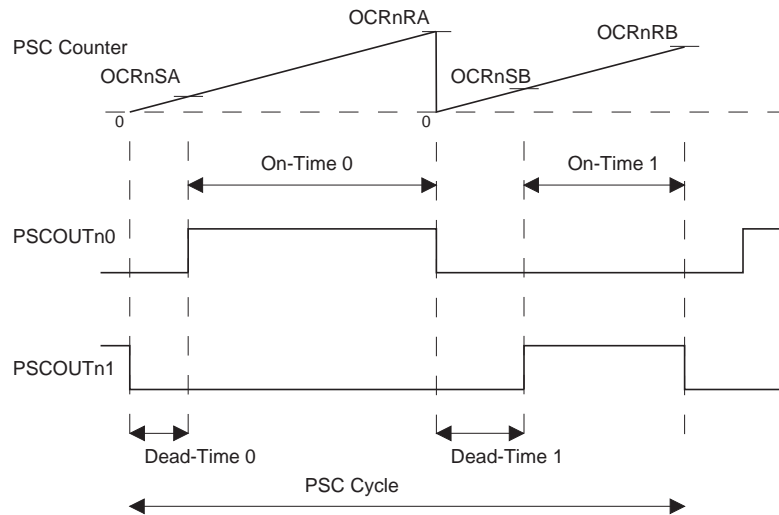 OCRnRA
OCRnRB
PSC Counter
OCRnSA
OCRnSB
0
0
On-Time 0
On-Time 1
PSCOUTn0
PSCOUTn1
Dead-Time 0
Dead-Time 1
PSC Cycle